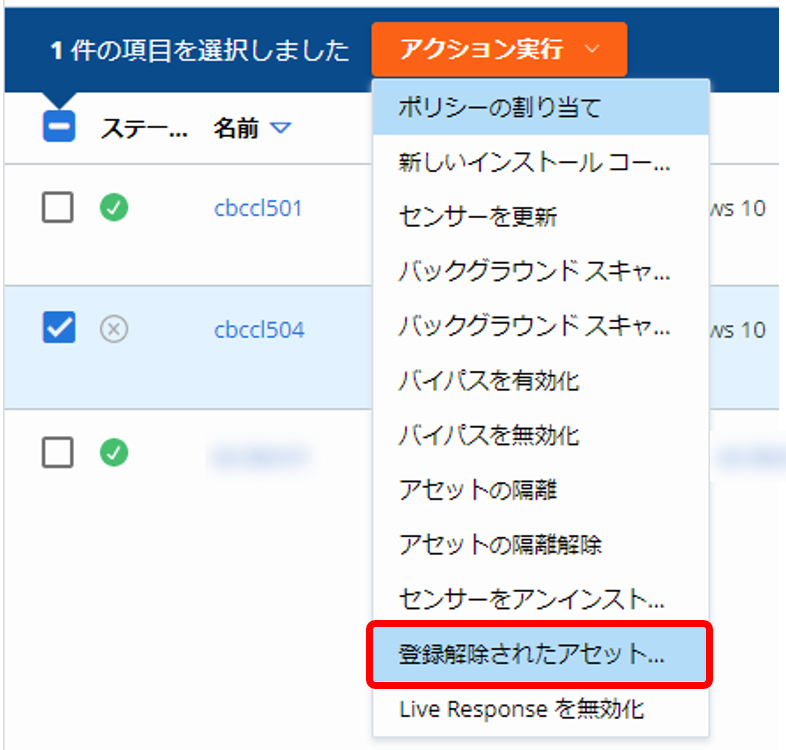 1 件の項目を選択しました アクション実行
ステー... 名前
ポリシーの割り当て
新しいインストール コー...
cbccl501 ws 10
センサーを更新
バックグラウンド スキャ...
cbccl504 ws 10
バックグラウンド スキャ...
バイパスを有効化
バイパスを無効化
アセットの隔離
アセットの隔離解除
センサーをアンインスト...
登録解除されたアセット...
Live Response を無効化